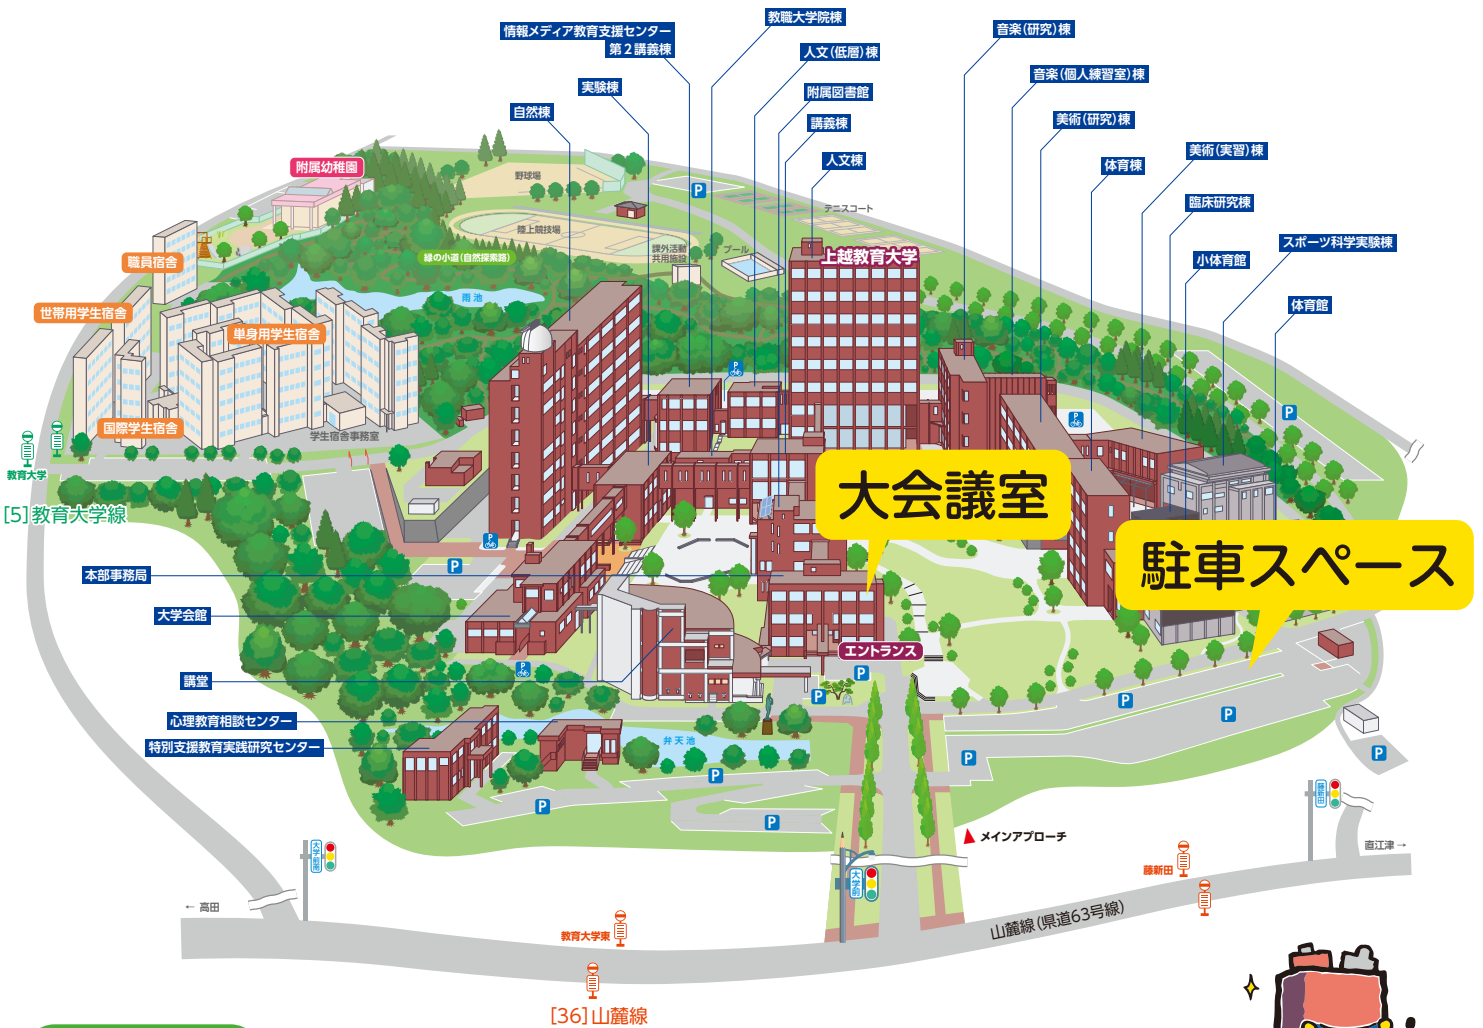 教職大学院棟
情報メディア教育支援センター
第２講義棟
音楽（研究）棟
人文（低層）棟
音楽（個人練習室）棟
実験棟
附属図書館
自然棟
講義棟
美術（研究）棟
人文棟
体育棟
美術（実習）棟
臨床研究棟
スポーツ科学実験棟
小体育館
体育館
附属幼稚園
野球場
P
テニスコート
陸上競技場
緑の小道（自然探索路）
課外活動
共用施設
プール
上越教育大学
職員宿舎
雨池
世帯用学生宿舎
単身用学生宿舎
国際学生宿舎
学生宿舎事務室
P
P
P
教育大学
[5]教育大学線
大会議室
駐車スペース
P
P
本部事務局
大学会館
講堂
エントランス
P
P
P
P
P
心理教育相談センター
特別支援教育実践研究センター
弁天池
P
P
P
P
P
メインアプローチ
藤新田
大学前南
大学前
直江津 →
藤新田
← 高田
山麓線（県道63号線）
教育大学東
[36]山麓線